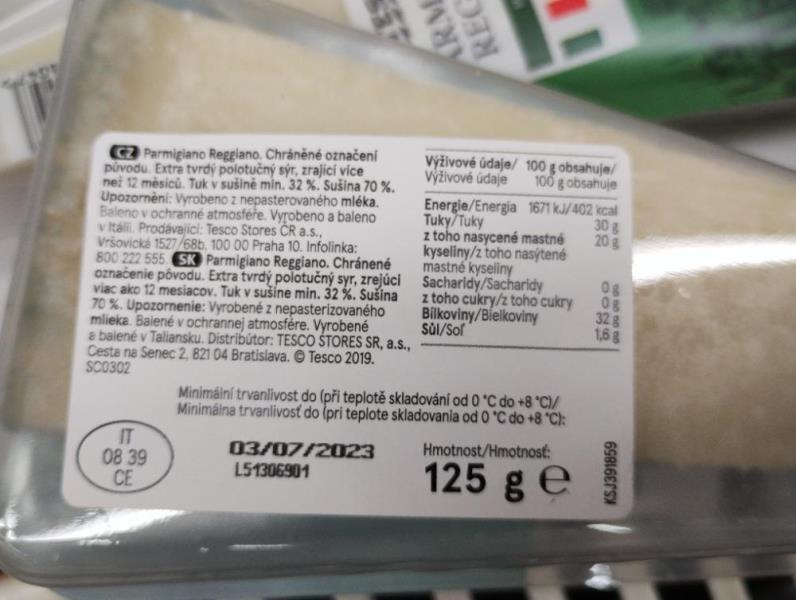 ARM
REG
CZ Parmigiano Reggiano. Chráněné označení
původu. Extra tvrdý polotučný sýr, zrající více
než 12 měsíců. Tuk v sušině min. 32 %. Sušina 70 %.
Upozornění: Vyrobeno z nepasterovaného mléka.
Baleno v ochranné atmosféře. Vyrobeno a baleno
v Itálii. Prodávající: Tesco Stores ČR a.s.,
Vršovická 1527/68b, 100 00 Praha 10. Infolinka:
800 222 555. SK Parmigiano Reggiano. Chránené
označenie pôvodu. Extra tvrdý polotučný syr, zrejúci
viac ako 12 mesiacov. Tuk v sušine min. 32 %. Sušina
70 %. Upozornenie: Vyrobené z nepasterizovaného
mlieka. Balené v ochrannej atmosfére. Vyrobené
a balené v Taliansku. Distribútor: TESCO STORES SR, a.s.,
Cesta na Senec 2, 821 04 Bratislava. © Tesco 2019.
SC0302
Výživové údaje/ 100 g obsahuje/
Výživové údaje 100 g obsahuje
Energie/Energia 1671 kJ/402 kcal
Tuky/Tuky 30 g
z toho nasycené mastné 20 g
kyseliny/z toho nasýtené
mastné kyseliny
Sacharidy/Sacharidy 0 g
z toho cukry/z toho cukry 0 g
Bílkoviny/Bielkoviny 32 g
Sůl/Soľ 1,6 g
Minimální trvanlivost do (při teplotě skladování od 0 °C do +8 °C)/
Minimálna trvanlivosť do (pri teplote skladovania od 0 °C do +8 °C):
IT
08 39
CE
03/07/2023
L51306901
Hmotnost/Hmotnosť:
125 g e
KSJ391859